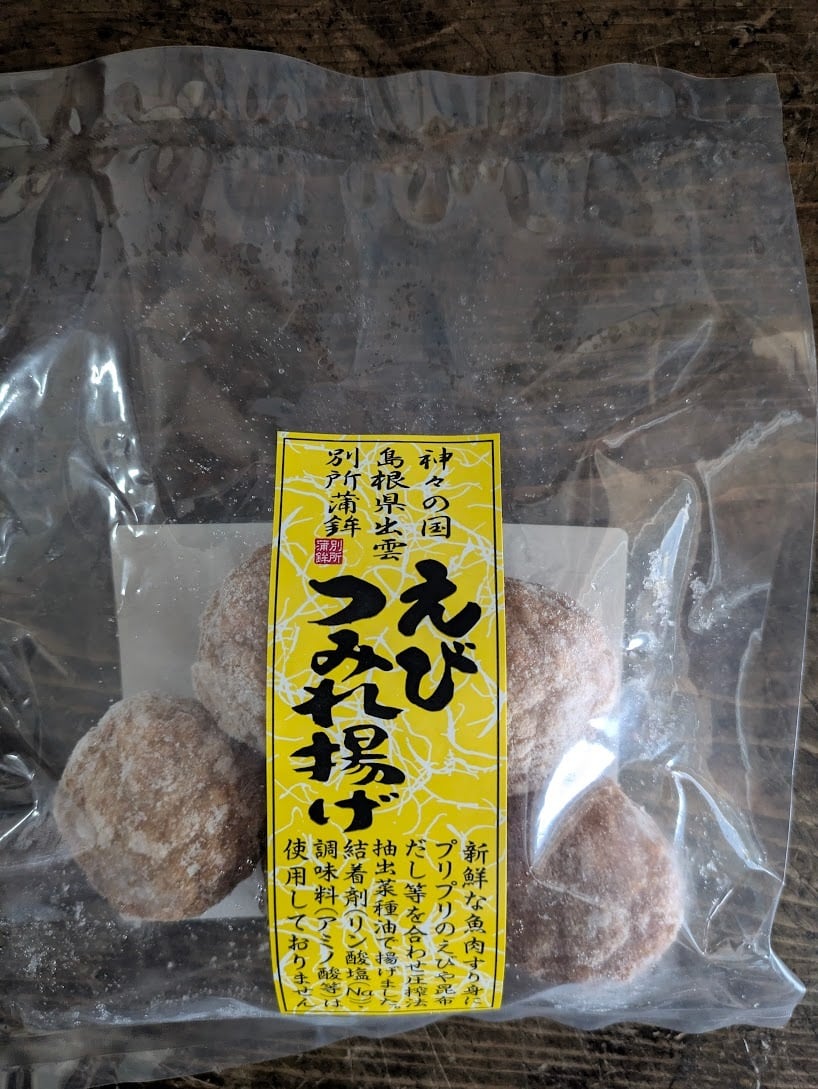 神々の国
島根県出雲
別所蒲鉾
別所
蒲鉾
えび
つみれ揚げ
新鮮な魚肉すり身に
プリプリのえびや昆布
だし等を合わせ圧搾法
抽出菜種油で揚げました。
結着剤(リン酸塩Na)・
調味料(アミノ酸等)は
使用しておりません